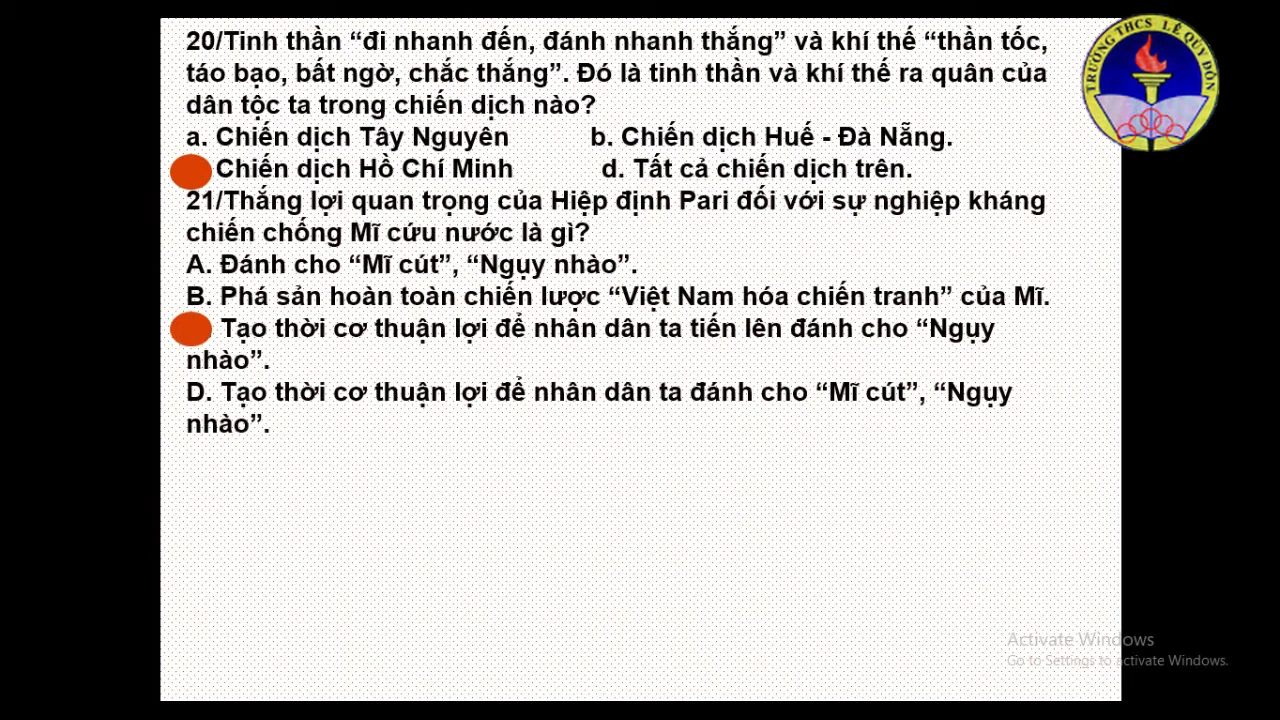 20/Tinh thần “đi nhanh đến, đánh nhanh thắng” và khí thế “thần tốc,
táo bạo, bất ngờ, chắc thắng”. Đó là tinh thần và khí thế ra quân của
dân tộc ta trong chiến dịch nào?
a. Chiến dịch Tây Nguyên b. Chiến dịch Huế - Đà Nẵng.
Chiến dịch Hồ Chí Minh d. Tất cả chiến dịch trên.
21/Thắng lợi quan trọng của Hiệp định Pari đối với sự nghiệp kháng
chiến chống Mĩ cứu nước là gì?
A. Đánh cho “Mĩ cút”, “Ngụy nhào”.
B. Phá sản hoàn toàn chiến lược “Việt Nam hóa chiến tranh” của Mĩ.
Tạo thời cơ thuận lợi để nhân dân ta tiến lên đánh cho “Ngụy
nhào”.
D. Tạo thời cơ thuận lợi để nhân dân ta đánh cho “Mĩ cút”, “Ngụy
nhào”.
TRƯỜNG THCS LÊ QUÝ ĐÔN
Activate Windows
Go to Settings to activate Windows.